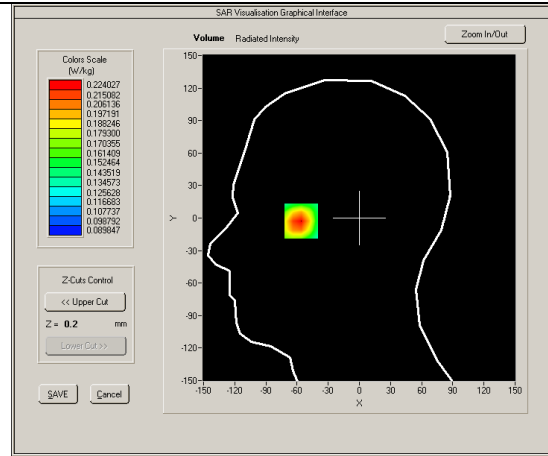 SAR Visualisation Graphical Interface
Volume Radiated Intensity
Zoom In/Out
Colors Scale
(W/kg)
0.224027
0.215082
0.206136
0.197191
0.188246
0.179300
0.170355
0.161409
0.152464
0.143519
0.134573
0.125628
0.116683
0.107737
0.098792
0.089847
Z-Cuts Control
<< Upper Cut
Z = 0.2 mm
Lower Cut >>
SAVE Cancel
150
120
90
60
30
0
-30
-60
-90
-120
-150
Y
-150 -120 -90 -60 -30 0 30 60 90 120 150
X